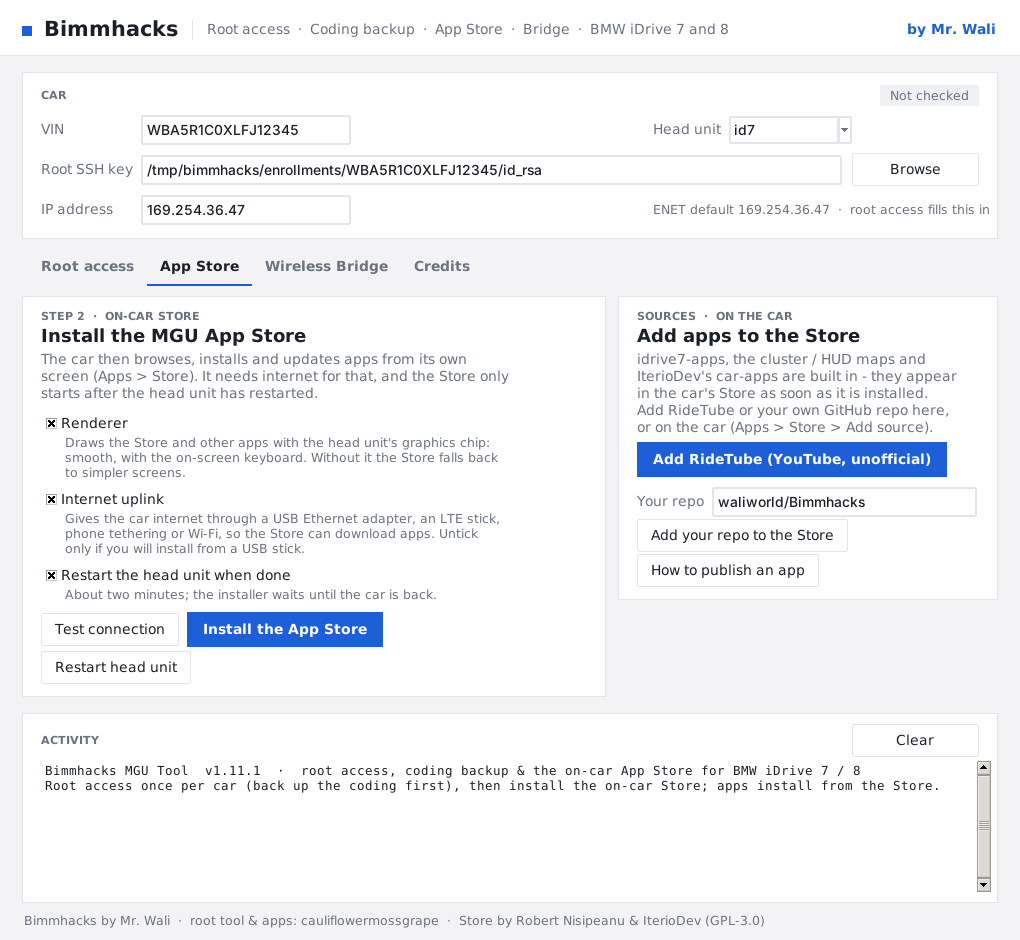 Bimmhacks
Root access · Coding backup · App Store · Bridge · BMW iDrive 7 and 8
by Mr. Wali
CAR
Not checked
VIN
WBA5R1C0XLFJ12345
Head unit
id7
Root SSH key
/tmp/bimmhacks/enrollments/WBA5R1C0XLFJ12345/id_rsa
Browse
IP address
169.254.36.47
ENET default 169.254.36.47 · root access fills this in
Root access
App Store
Wireless Bridge
Credits
STEP 2 · ON-CAR STORE
Install the MGU App Store
The car then browses, installs and updates apps from its own
screen (Apps > Store). It needs internet for that, and the Store only
starts after the head unit has restarted.
Renderer
Draws the Store and other apps with the head unit's graphics chip:
smooth, with the on-screen keyboard. Without it the Store falls back
to simpler screens.
Internet uplink
Gives the car internet through a USB Ethernet adapter, an LTE stick,
phone tethering or Wi-Fi, so the Store can download apps. Untick
only if you will install from a USB stick.
Restart the head unit when done
About two minutes; the installer waits until the car is back.
Test connection
Install the App Store
Restart head unit
SOURCES · ON THE CAR
Add apps to the Store
idrive7-apps, the cluster / HUD maps and
IterioDev's car-apps are built in - they appear
in the car's Store as soon as it is installed.
Add RideTube or your own GitHub repo here,
or on the car (Apps > Store > Add source).
Add RideTube (YouTube, unofficial)
Your repo
waliworld/Bimmhacks
Add your repo to the Store
How to publish an app
ACTIVITY
Clear
Bimmhacks MGU Tool v1.11.1 · root access, coding backup & the on-car App Store for BMW iDrive 7 / 8
Root access once per car (back up the coding first), then install the on-car Store; apps install from the Store.
Bimmhacks by Mr. Wali · root tool & apps: cauliflowermossgrape · Store by Robert Nisipeanu & IterioDev (GPL-3.0)